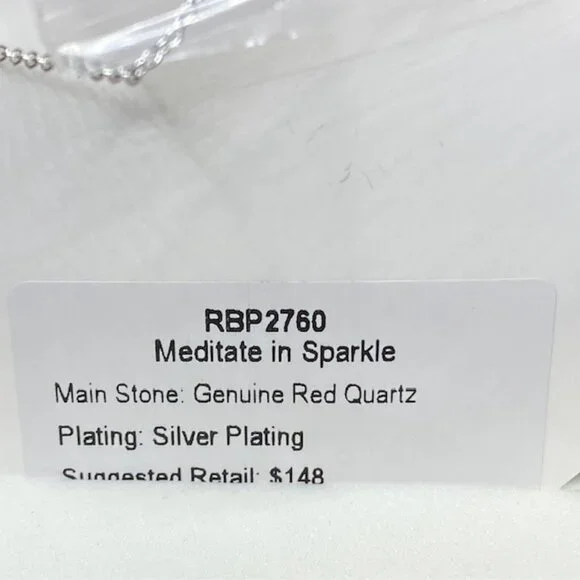 RBP2760
Meditate in Sparkle
Main Stone: Genuine Red Quartz
Plating: Silver Plating
Suggested Retail: $148